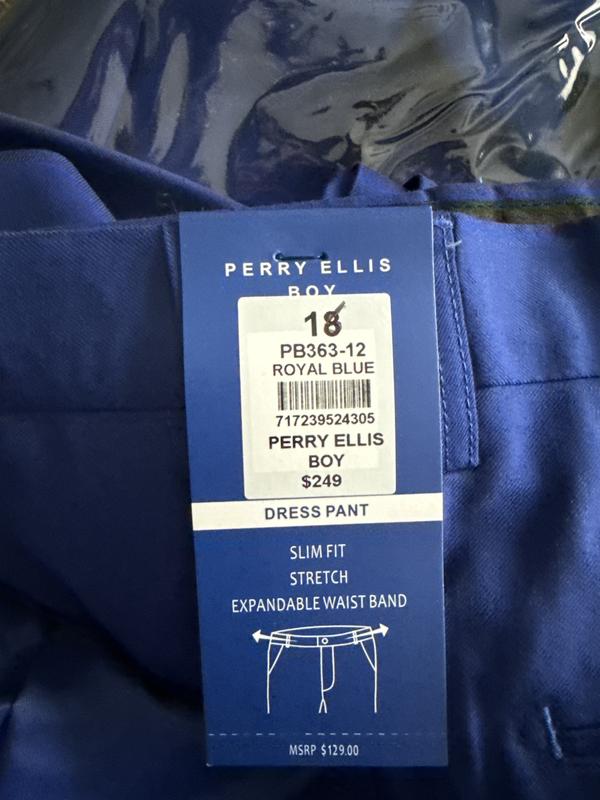 PERRY ELLIS
BOY
18
PB363-12
ROYAL BLUE
717239524305
PERRY ELLIS
BOY
$249
DRESS PANT
SLIM FIT
STRETCH
EXPANDABLE WAIST BAND
MSRP $129.00